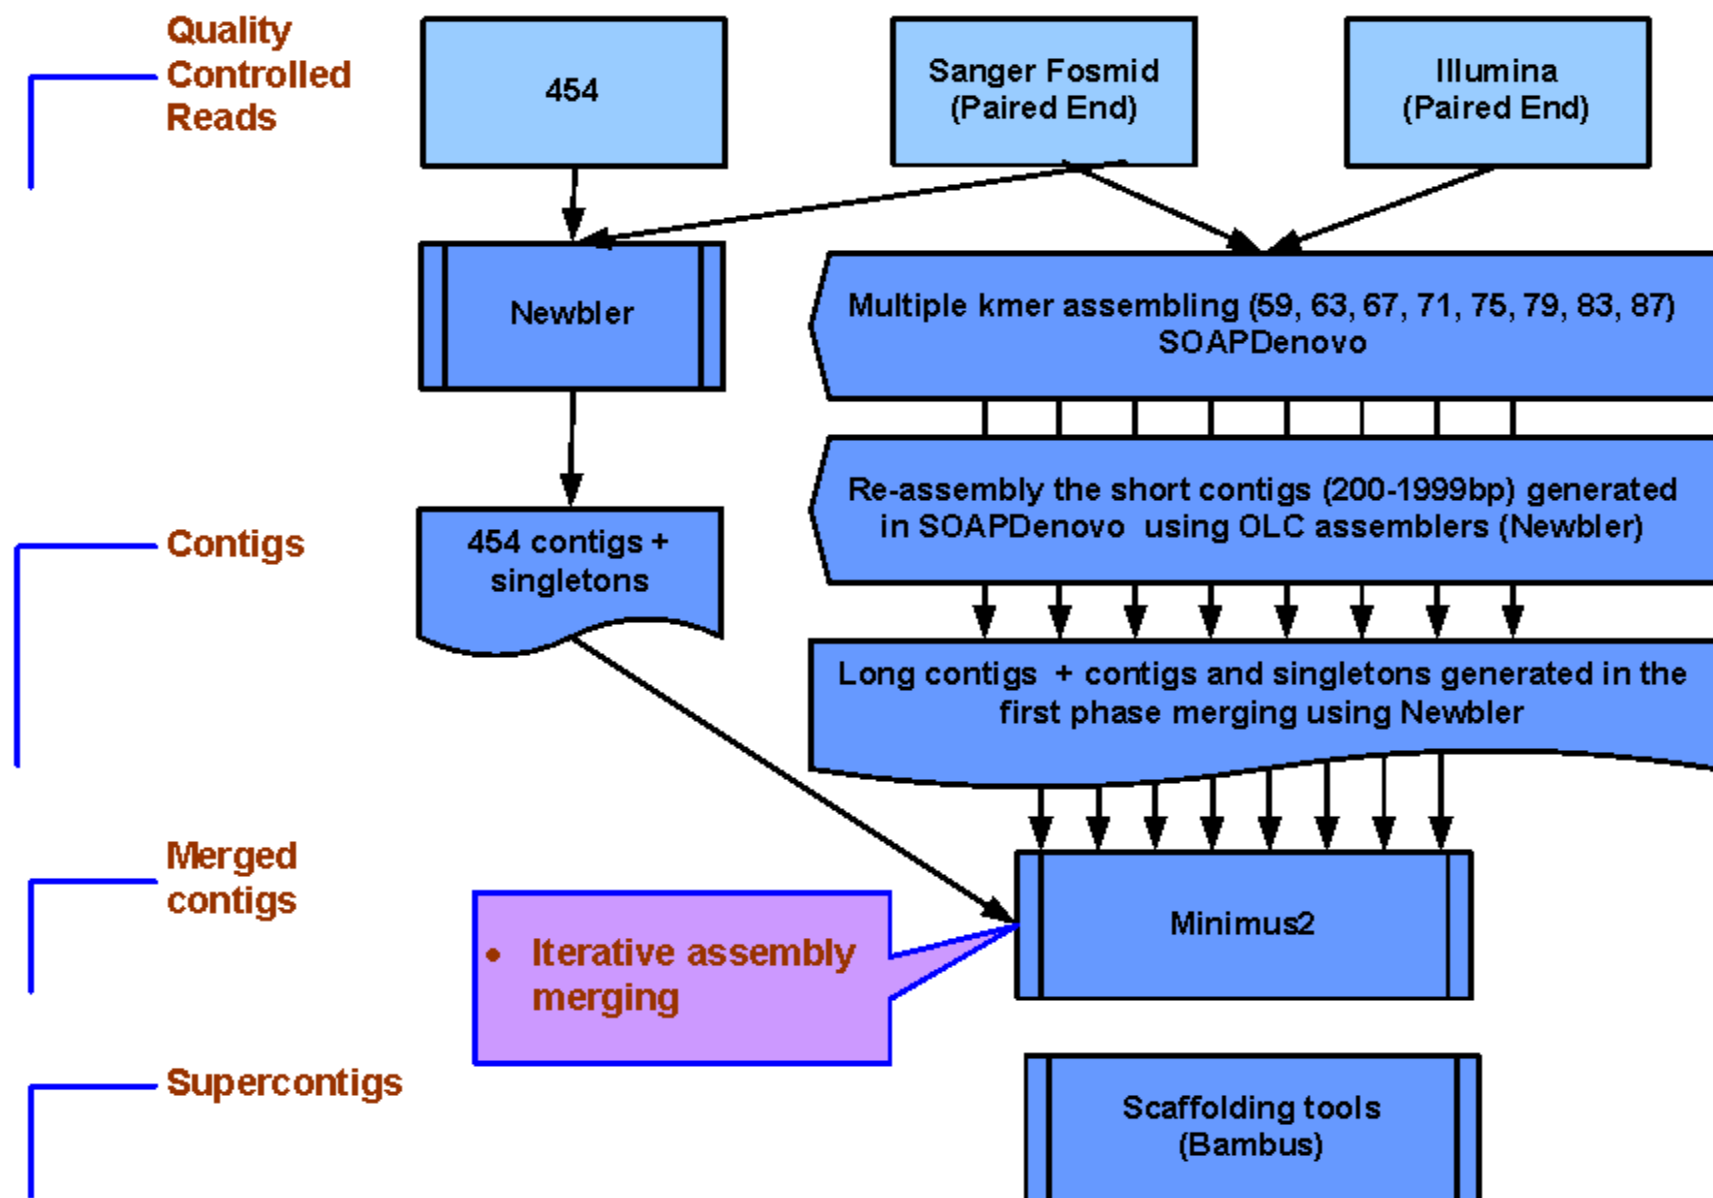 Quality
Controlled
Reads
454
Sanger Fosmid
(Paired End)
Illumina
(Paired End)
Newbler
Multiple kmer assembling (59, 63, 67, 71, 75, 79, 83, 87)
SOAPDenovo
Re-assembly the short contigs (200-1999bp) generated
in SOAPDenovo using OLC assemblers (Newbler)
Contigs
454 contigs +
singletons
Long contigs + contigs and singletons generated in the
first phase merging using Newbler
Merged
contigs
• Iterative assembly
merging
Minimus2
Supercontigs
Scaffolding tools
(Bambus)